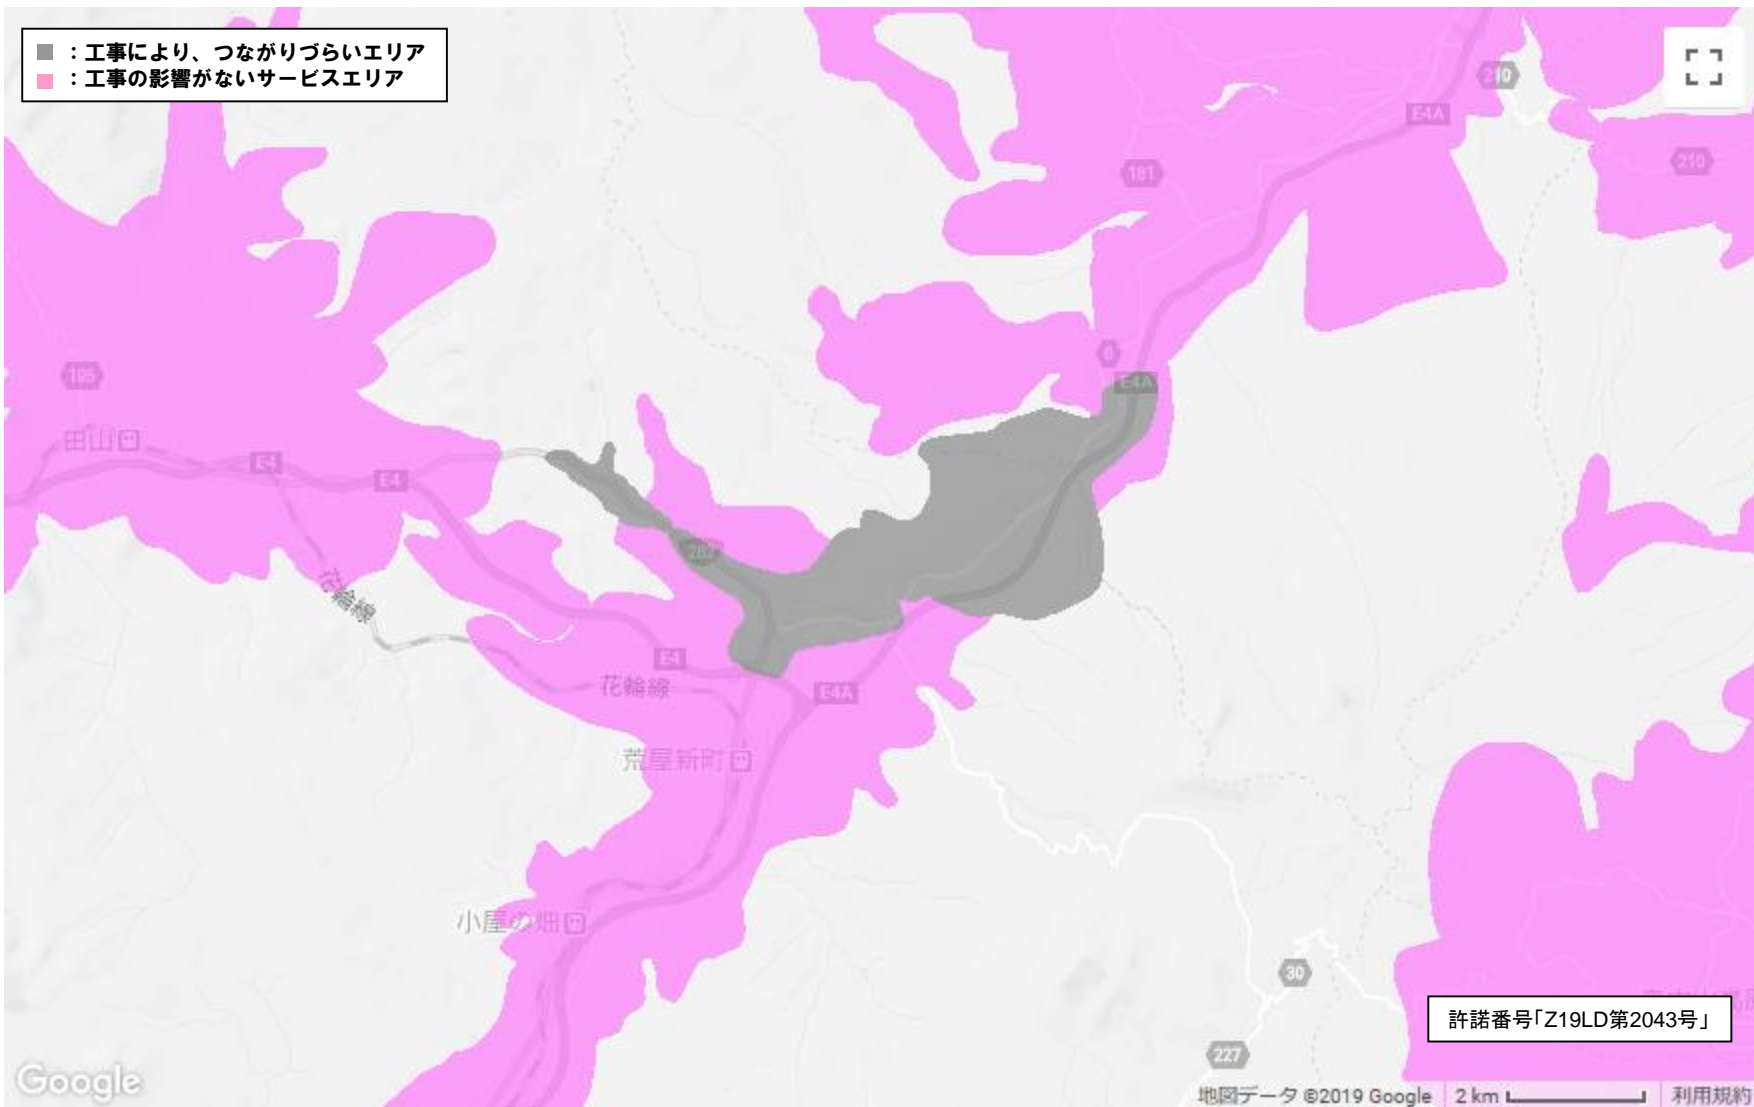 ：工事により、つながりづらいエリア
：工事の影響がないサービスエリア
210
E4A
210
181
6
E4A
195
田山
E4
E4
282
花輪線
E4
花輪線
E4A
荒屋新町
小屋の畑
30
227
許諾番号「Z19LD第2043号」
Google
地図データ ©2019 Google
2 km
利用規約